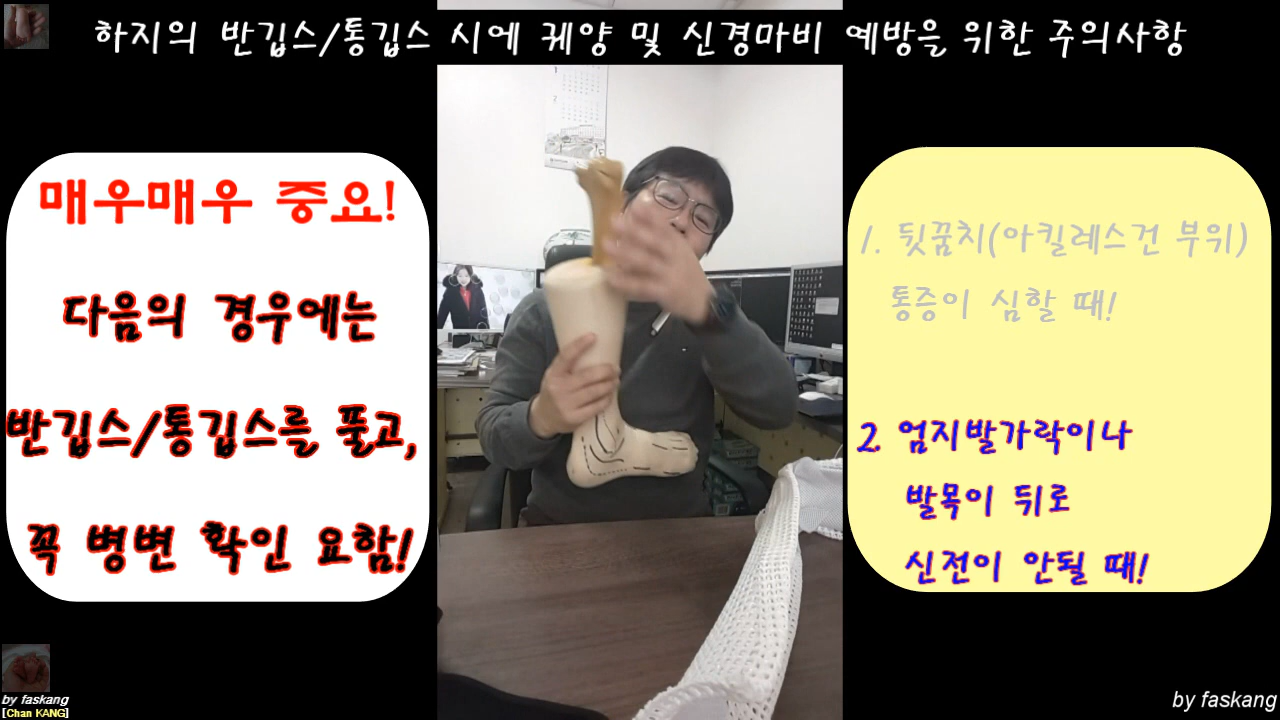 하지의 반깁스/통깁스 시에 궤양 및 신경마비 예방을 위한 주의사항
매우매우 중요!
다음의 경우에는
반깁스/통깁스를 풀고,
꼭 병변 확인 요함!
1. 뒷꿈치(아킬레스건 부위)
통증이 심할 때!
2. 엄지발가락이나
발목이 뒤로
신전이 안될 때!
by faskang
[Chan KANG]
by faskang